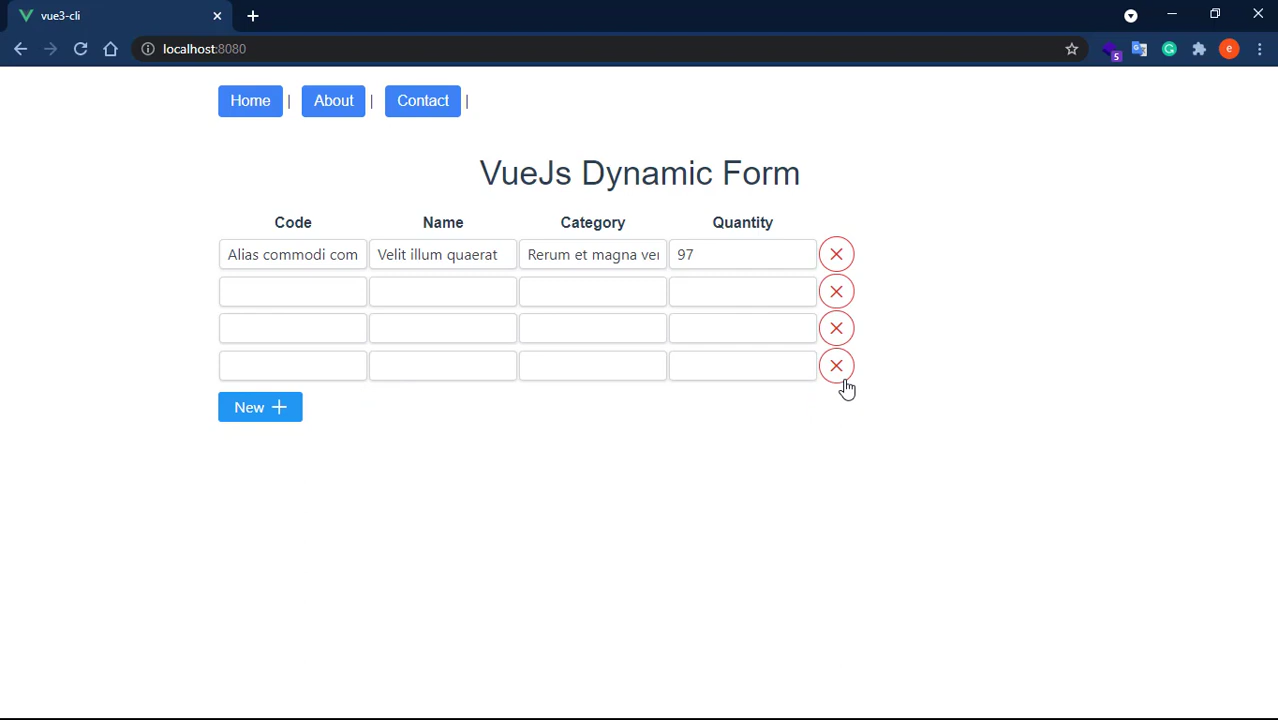 vue3-cli
localhost:8080
5
e
Home | About | Contact |
VueJs Dynamic Form
Code Name Category Quantity
Alias commodi com Velit illum quaerat Rerum et magna 97
New